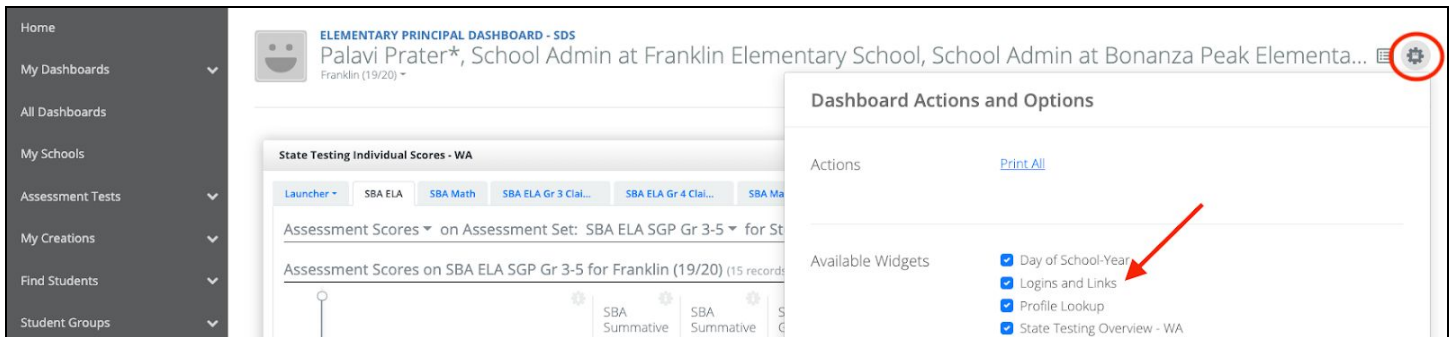 Home
My Dashboards
All Dashboards
My Schools
Assessment Tests
My Creations
Find Students
Student Groups
ELEMENTARY PRINCIPAL DASHBOARD - SDS
Palavi Prater*, School Admin at Franklin Elementary School, School Admin at Bonanza Peak Elementa...
Franklin (19/20)
State Testing Individual Scores - WA
Launcher SBA ELA SBA Math SBA ELA Gr 3 Clai... SBA ELA Gr 4 Clai... SBA Ma
Assessment Scores on Assessment Set: SBA ELA SGP Gr 3-5 for St
Assessment Scores on SBA ELA SGP Gr 3-5 for Franklin (19/20) (15 records
SBA SBA S
Summative Summative G
Dashboard Actions and Options
Actions Print All
Available Widgets
Day of School-Year
Logins and Links
Profile Lookup
State Testing Overview - WA